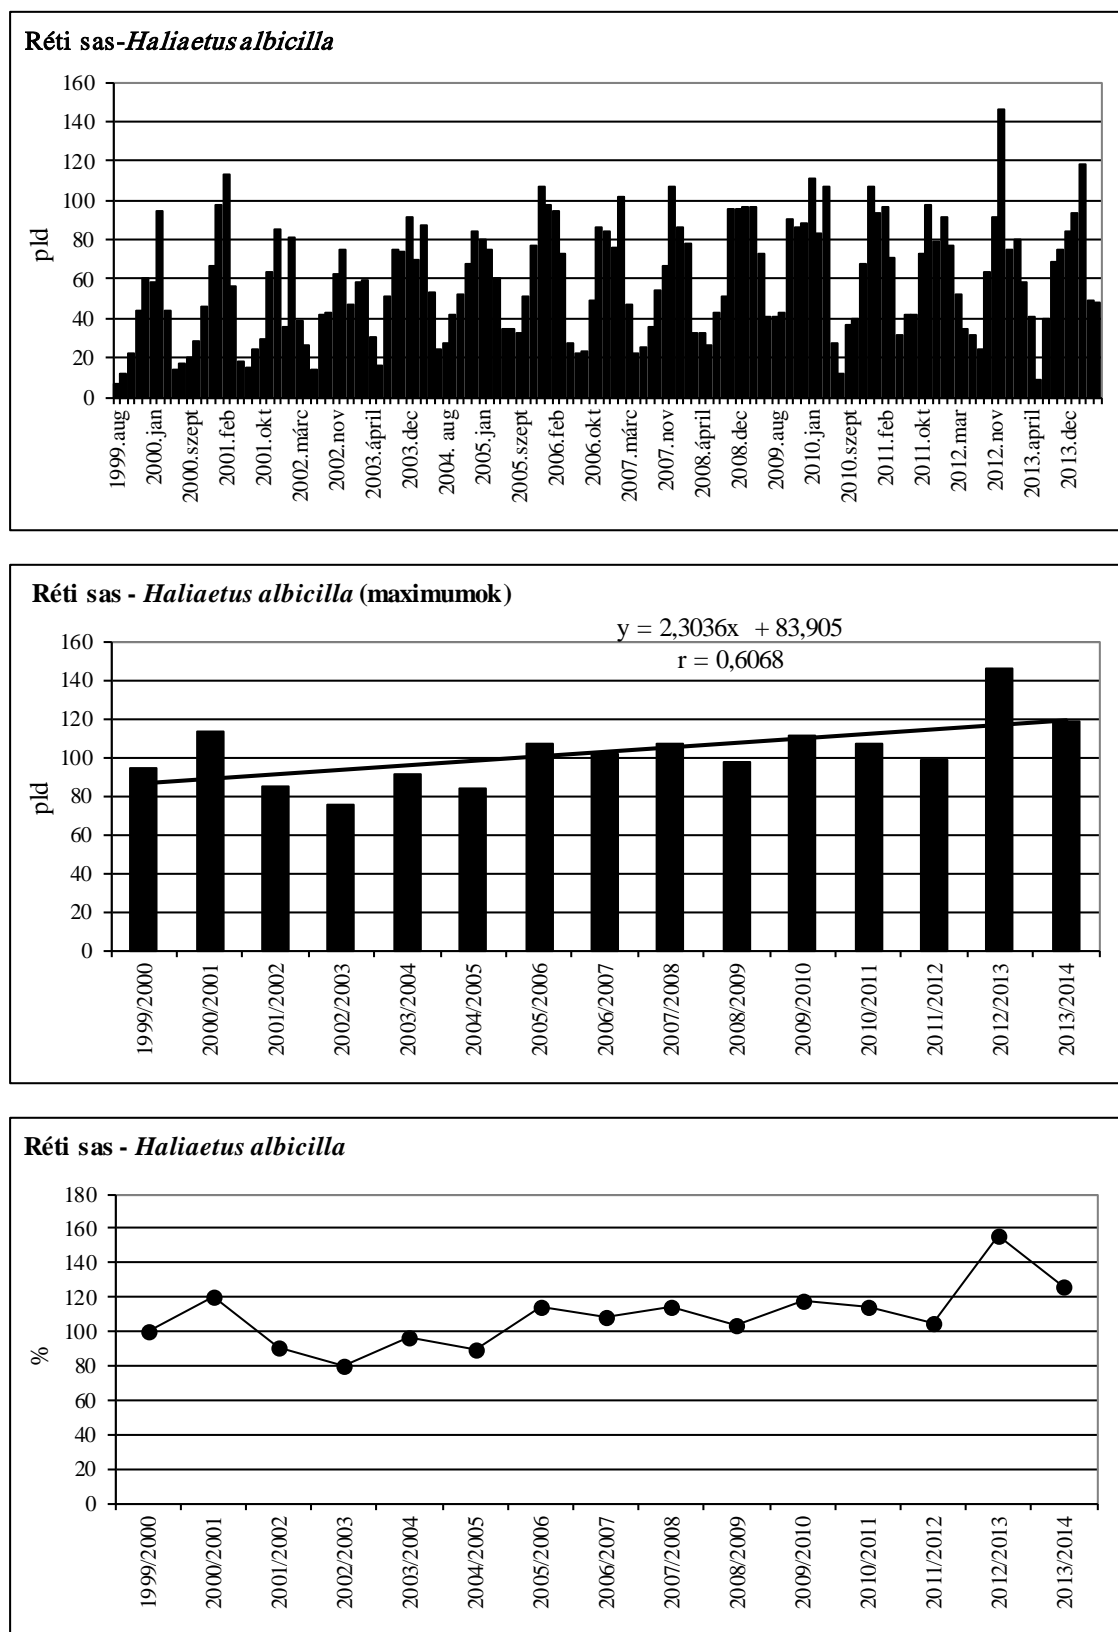 Réti sas-Haliaetus albicilla
160
140
120
100
80
60
40
20
0
pld
1999.aug
2000.jan
2000.szept
2001.feb
2001.okt
2002.márc
2002.nov
2003.ápril
2003.dec
2004. aug
2005.jan
2005.szept
2006.feb
2006.okt
2007.márc
2007.nov
2008.ápril
2008.dec
2009.aug
2010.jan
2010.szept
2011.feb
2011.okt
2012.mar
2012.nov
2013.april
2013.dec
Réti sas - Haliaetus albicilla (maximumok)
y = 2,3036x + 83,905
r = 0,6068
160
140
120
100
80
60
40
20
0
pld
1999/2000
2000/2001
2001/2002
2002/2003
2003/2004
2004/2005
2005/2006
2006/2007
2007/2008
2008/2009
2009/2010
2010/2011
2011/2012
2012/2013
2013/2014
Réti sas - Haliaetus albicilla
180
160
140
120
100
80
60
40
20
0
%
1999/2000
2000/2001
2001/2002
2002/2003
2003/2004
2004/2005
2005/2006
2006/2007
2007/2008
2008/2009
2009/2010
2010/2011
2011/2012
2012/2013
2013/2014